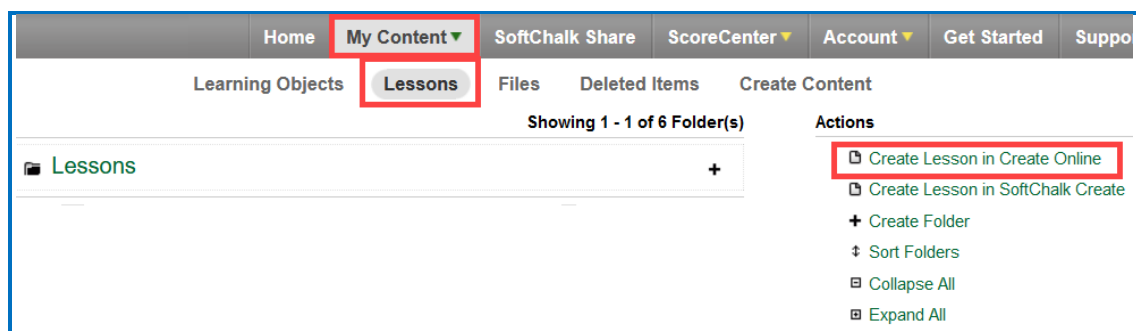 Home My Content SoftChalk Share ScoreCenter Account Get Started Suppo
Learning Objects Lessons Files Deleted Items Create Content
Showing 1 - 1 of 6 Folder(s)
Lessons
Actions
Create Lesson in Create Online
Create Lesson in SoftChalk Create
Create Folder
Sort Folders
Collapse All
Expand All